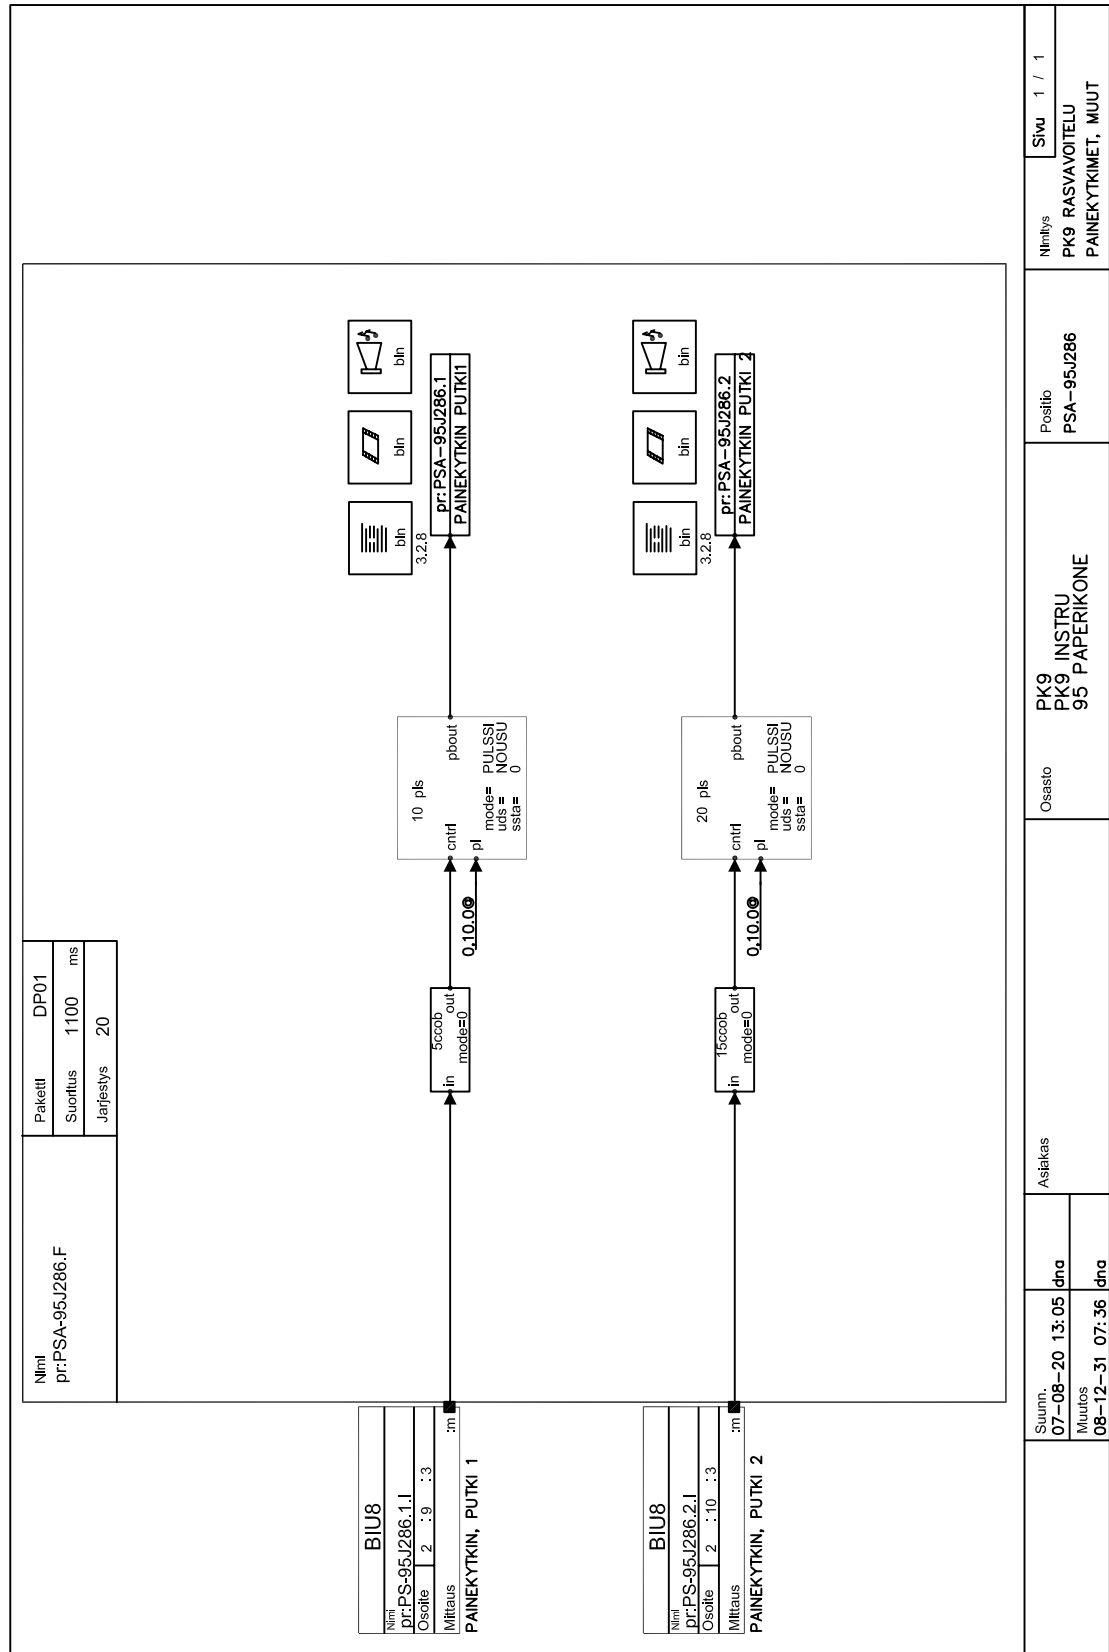 Nimi
pr:PSA-95J286.F
Paketti DP01
Suoritus 1100 ms
Jarjestys 20
BIU8
Nimi
pr:PS-95J286.1.I
Osoite 2 :9 :3
Mittaus :m
PAINEKYTKIN, PUTKI 1
in 5ccob out
mode=0
0,10.0@
10 pls
cntrl pbout
pl mode= PULSSI
uds = NOUSU
ssta= 0
bin bin bin
3.2.8
pr:PSA-95J286.1
PAINEKYTKIN PUTKI1
BIU8
Nimi
pr:PS-95J286.2.I
Osoite 2 :10 :3
Mittaus :m
PAINEKYTKIN, PUTKI 2
in 15ccob out
mode=0
0,10.0@
20 pls
cntrl pbout
pl mode= PULSSI
uds = NOUSU
ssta= 0
bin bin bin
3.2.8
pr:PSA-95J286.2
PAINEKYTKIN PUTKI 2
Suunn.
07-08-20 13:05 dna
Muutos
08-12-31 07:36 dna
Asiakas
Osasto
PK9
PK9 INSTRU
95 PAPERIKONE
Positio
PSA-95J286
Nimitys
Sivu 1 / 1
PK9 RASVAVOITELU
PAINEKYTKIMET, MUUT